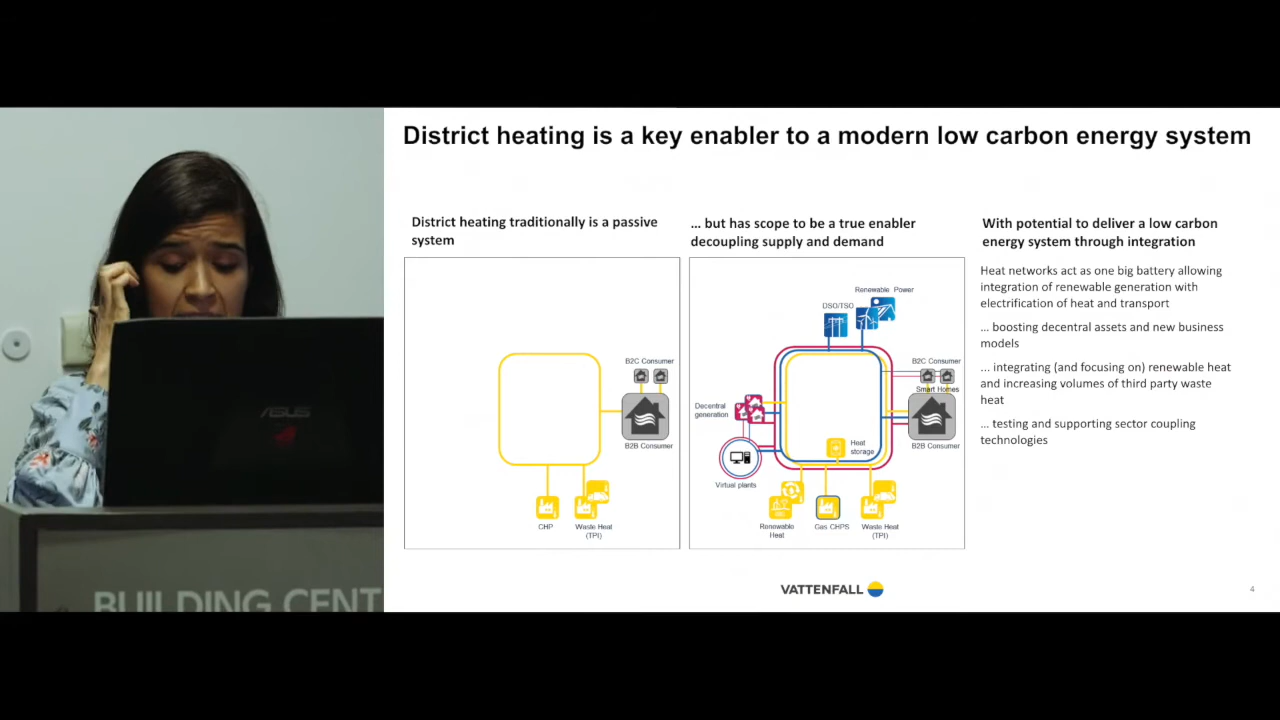 District heating is a key enabler to a modern low carbon energy system
District heating traditionally is a passive
system
... but has scope to be a true enabler
decoupling supply and demand
With potential to deliver a low carbon
energy system through integration
B2C Consumer
B2B Consumer
CHP
Waste Heat
(TPI)
Renewable Power
DSO/TSO
B2C Consumer
Smart Homes
B2B Consumer
Decentral
generation
Virtual plants
Heat
storage
Renewable
Heat
Gas CHPS
Waste Heat
(TPI)
Heat networks act as one big battery allowing
integration of renewable generation with
electrification of heat and transport
... boosting decentral assets and new business
models
... integrating (and focusing on) renewable heat
and increasing volumes of third party waste
heat
... testing and supporting sector coupling
technologies
VATTENFALL
4
ASUS
BUILDING CENT